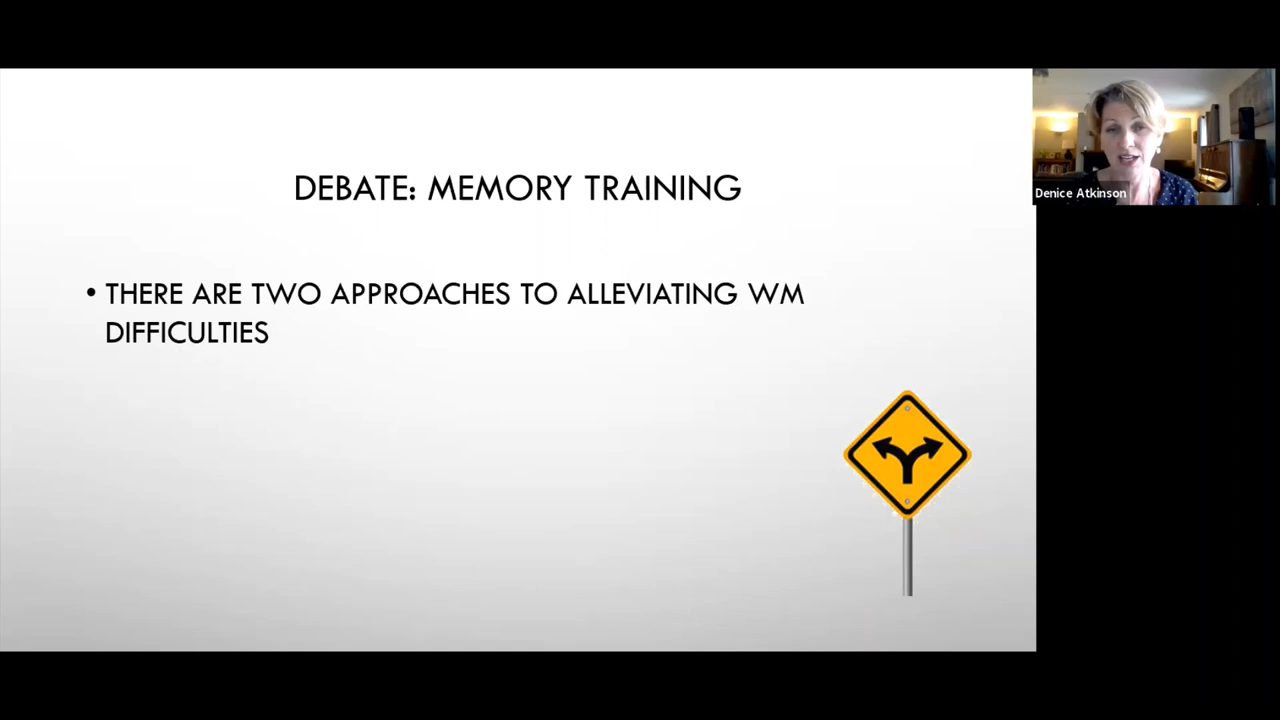 DEBATE: MEMORY TRAINING
• THERE ARE TWO APPROACHES TO ALLEVIATING WM
DIFFICULTIES
Denice Atkinson